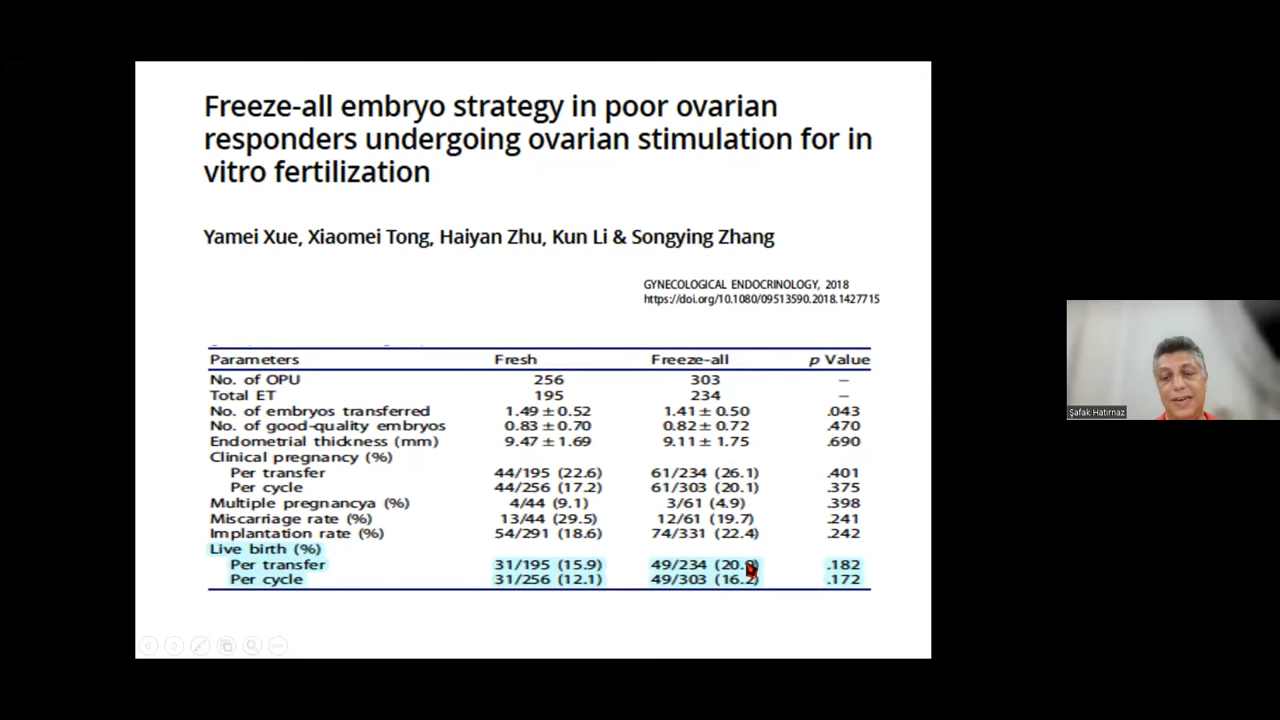 Freeze-all embryo strategy in poor ovarian
responders undergoing ovarian stimulation for in
vitro fertilization
Yamei Xue, Xiaomei Tong, Haiyan Zhu, Kun Li & Songying Zhang
GYNECOLOGICAL ENDOCRINOLOGY, 2018
https://doi.org/10.1080/09513590.2018.1427715
Parameters Fresh Freeze-all p Value
No. of OPU 256 303 –
Total ET 195 234 –
No. of embryos transferred 1.49 ± 0.52 1.41 ± 0.50 .043
No. of good-quality embryos 0.83 ± 0.70 0.82 ± 0.72 .470
Endometrial thickness (mm) 9.47 ± 1.69 9.11 ± 1.75 .690
Clinical pregnancy (%)
Per transfer 44/195 (22.6) 61/234 (26.1) .401
Per cycle 44/256 (17.2) 61/303 (20.1) .375
Multiple pregnancya (%) 4/44 (9.1) 3/61 (4.9) .398
Miscarriage rate (%) 13/44 (29.5) 12/61 (19.7) .241
Implantation rate (%) 54/291 (18.6) 74/331 (22.4) .242
Live birth (%)
Per transfer 31/195 (15.9) 49/234 .182
Per cycle 31/256 (12.1) 49/303 (16.2) .172
Şafak Hatırnaz